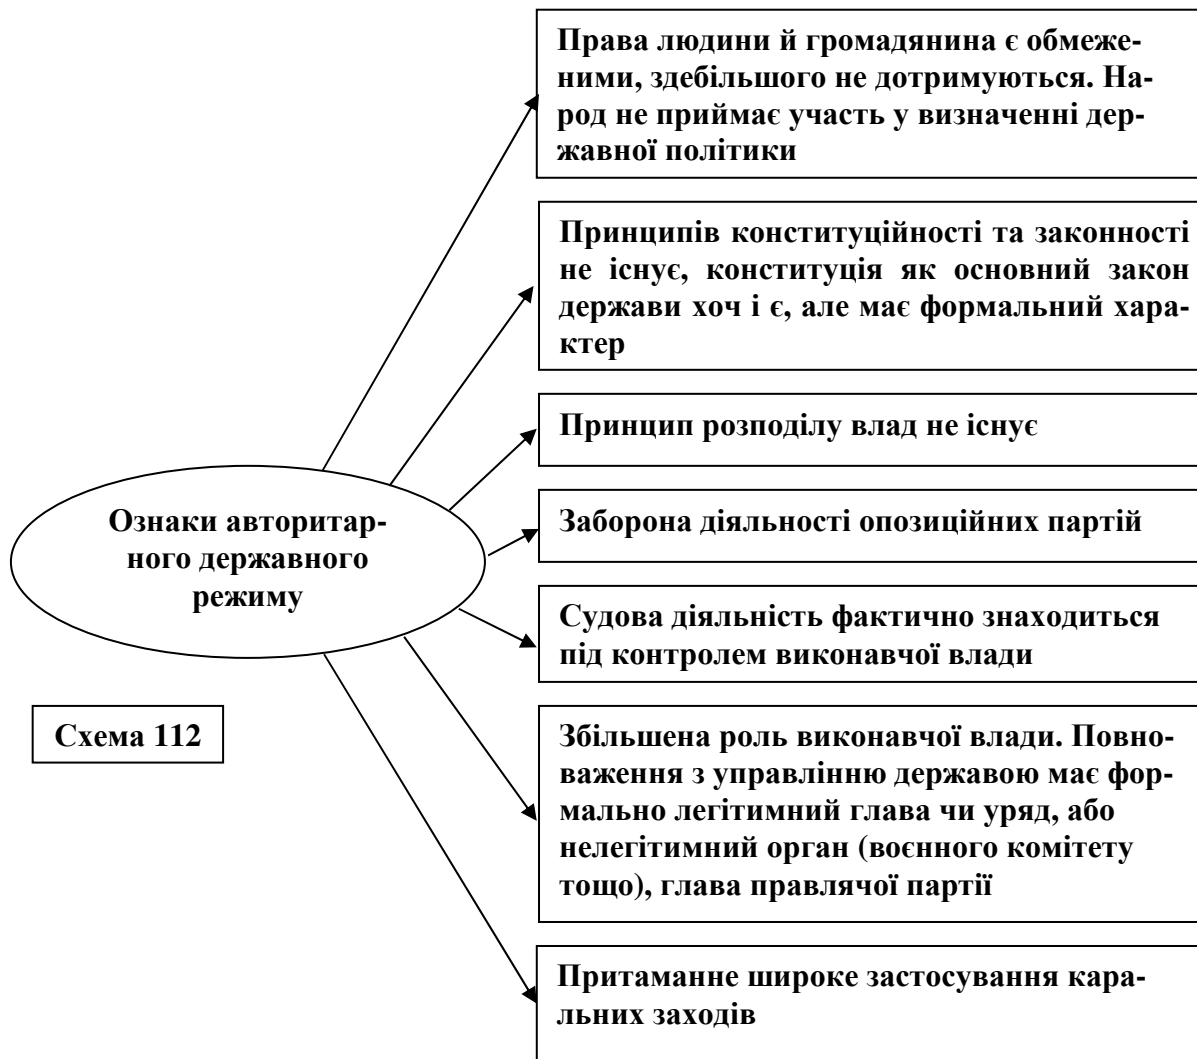 Права людини й громадянина є обмеже-
ними, здебільшого не дотримуються. На-
род не приймає участь у визначенні дер-
жавної політики
Принципів конституційності та законності
не існує, конституція як основний закон
держави хоч і є, але має формальний хара-
ктер
Принцип розподілу влад не існує
Заборона діяльності опозиційних партій
Ознаки авторитар-
ного державного
режиму
Судова діяльність фактично знаходиться
під контролем виконавчої влади
Схема 112
Збільшена роль виконавчої влади. Повно-
важення з управлінню державою має фор-
мально легітимний глава чи уряд, або
нелегітимний орган (воєнного комітету
тощо), глава правлячої партії
Притаманне широке застосування кара-
льних заходів